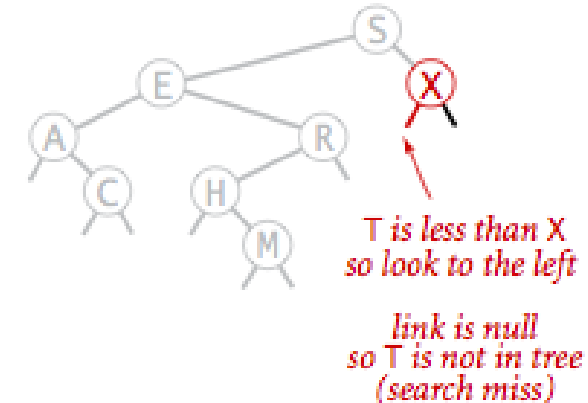 S
E
X
A
R
C
H
M
T is less than X
so look to the left
link is null
so T is not in tree
(search miss)